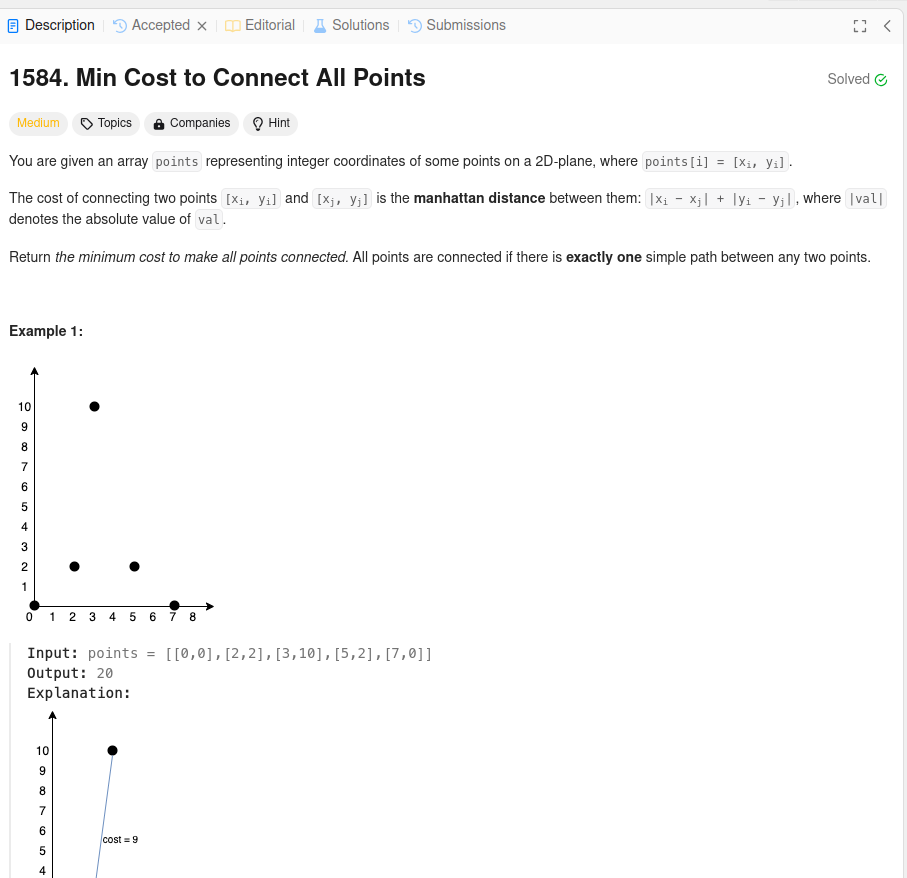 Description Accepted Editorial Solutions Submissions
1584. Min Cost to Connect All Points
Solved
Medium Topics Companies Hint
You are given an array points representing integer coordinates of some points on a 2D-plane, where points[i] = [xi, yi].
The cost of connecting two points [xi, yi] and [xj, yj] is the manhattan distance between them: |xi − xj| + |yi − yj|, where |val|
denotes the absolute value of val.
Return the minimum cost to make all points connected. All points are connected if there is exactly one simple path between any two points.
Example 1:
10
9
8
7
6
5
4
3
2
1
0 1 2 3 4 5 6 7 8
Input: points = [[0,0],[2,2],[3,10],[5,2],[7,0]]
Output: 20
Explanation:
10
9
8
7
6
cost = 9
5
4